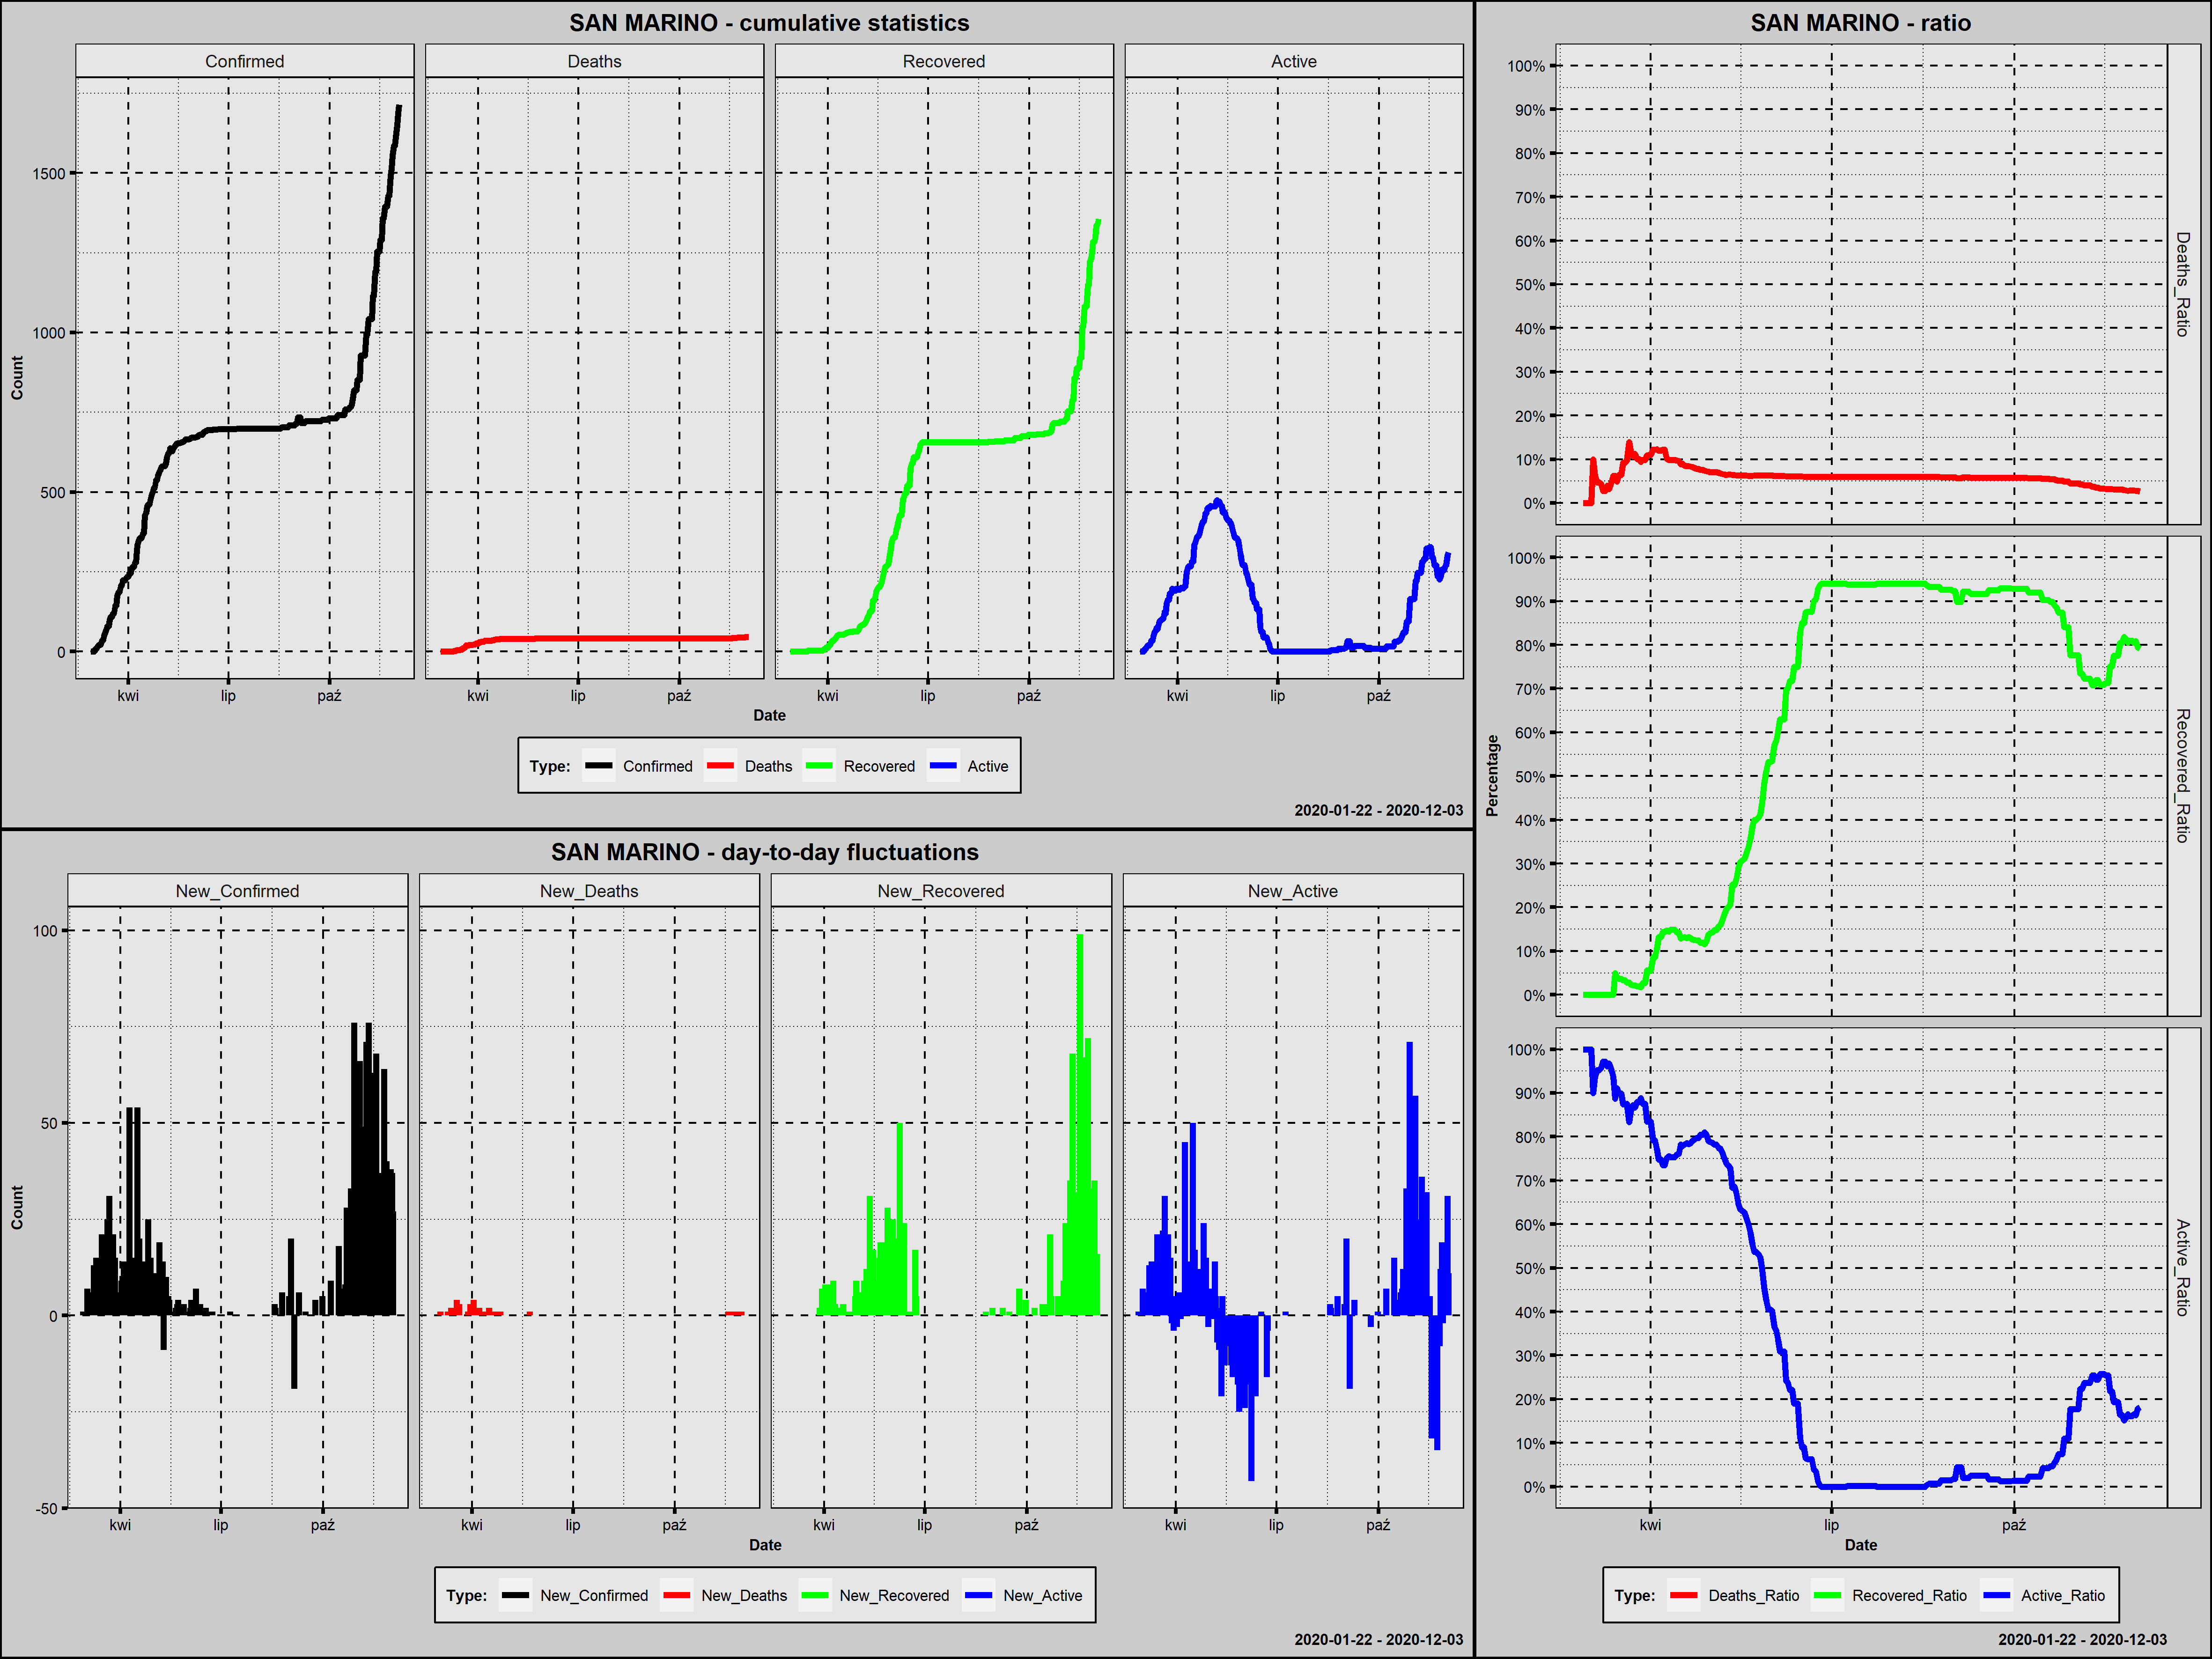 SAN MARINO - cumulative statistics
Confirmed Deaths Recovered Active
Count
1500
1000
500
0
kwi lip paź kwi lip paź kwi lip paź kwi lip paź
Date
Type: Confirmed Deaths Recovered Active
2020-01-22 - 2020-12-03
SAN MARINO - day-to-day fluctuations
New_Confirmed New_Deaths New_Recovered New_Active
Count
100
50
0
-50
kwi lip paź kwi lip paź kwi lip paź kwi lip paź
Date
Type: New_Confirmed New_Deaths New_Recovered New_Active
2020-01-22 - 2020-12-03
SAN MARINO - ratio
Percentage
100%
90%
80%
70%
60%
50%
40%
30%
20%
10%
0%
Deaths_Ratio
100%
90%
80%
70%
60%
50%
40%
30%
20%
10%
0%
Recovered_Ratio
100%
90%
80%
70%
60%
50%
40%
30%
20%
10%
0%
Active_Ratio
kwi lip paź
Date
Type: Deaths_Ratio Recovered_Ratio Active_Ratio
2020-01-22 - 2020-12-03